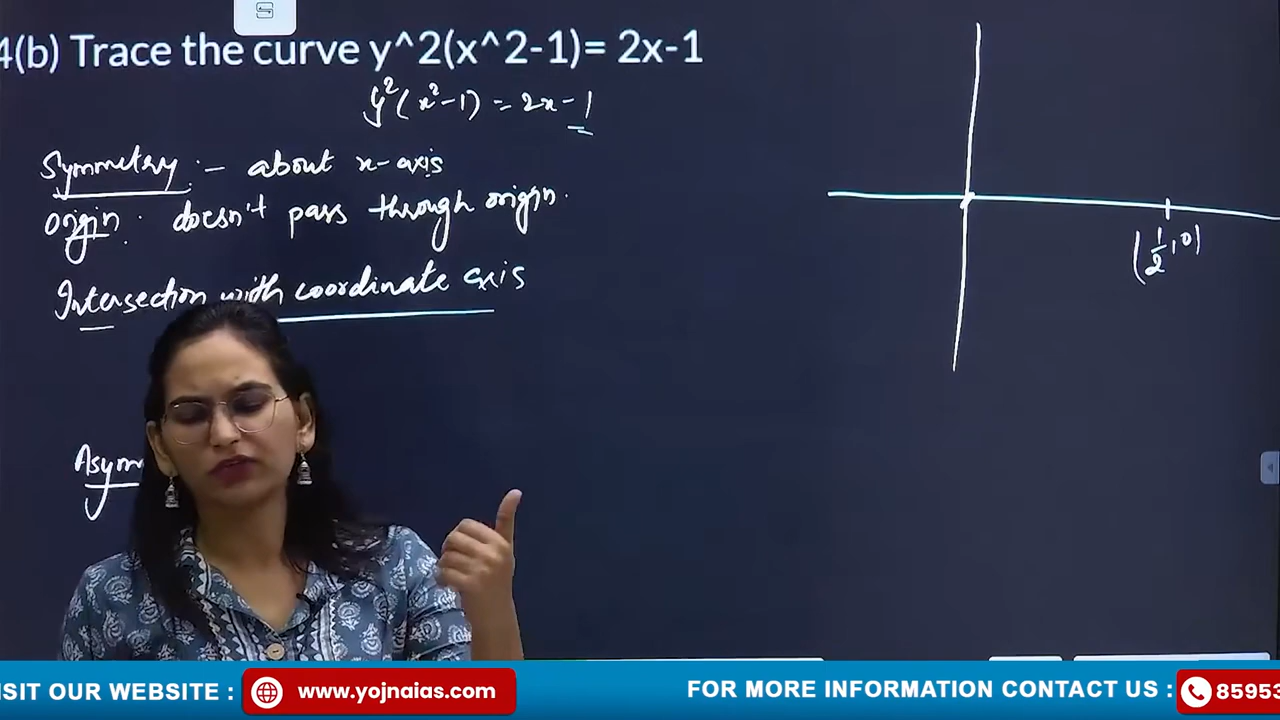 4(b) Trace the curve y^2(x^2-1)= 2x-1
y²(x²-1) = 2x-1
Symmetry :- about x-axis
Origin: doesn't pass through origin.
Intersection with coordinate axis
(1/2, 0)
Asym
ISIT OUR WEBSITE : www.yojnaias.com
FOR MORE INFORMATION CONTACT US : 85953